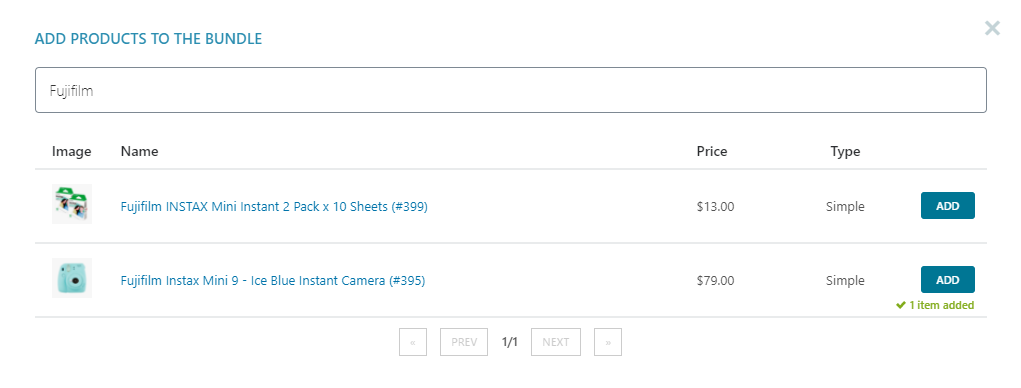 ADD PRODUCTS TO THE BUNDLE
×
Fujifilm
Image Name Price Type
Fujifilm INSTAX Mini Instant 2 Pack x 10 Sheets (#399) $13.00 Simple ADD
Fujifilm Instax Mini 9 - Ice Blue Instant Camera (#395) $79.00 Simple ADD
✔ 1 item added
« PREV 1/1 NEXT »